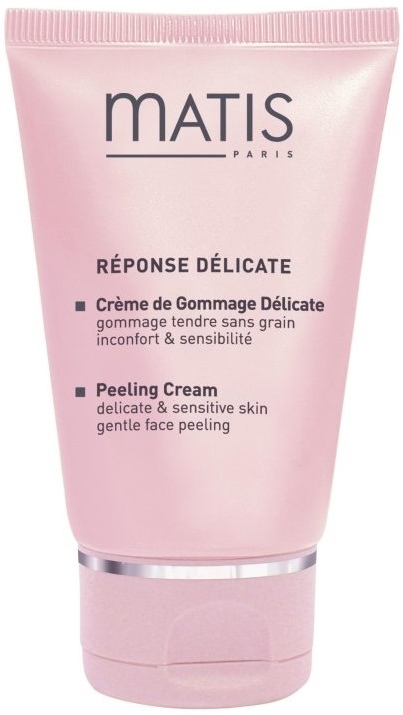 MATIS
PARIS
RÉPONSE DÉLICATE
Crème de Gommage Délicate
gommage tendre sans grain
inconfort & sensibilité
Peeling Cream
delicate & sensitive skin
gentle face peeling